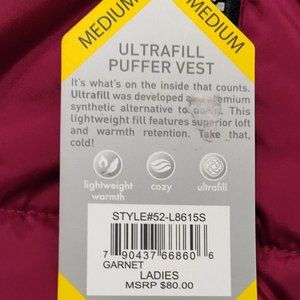 MEDIUM
MEDIUM
ULTRAFILL
PUFFER VEST
It's what's on the inside that counts.
Ultrafill was developed as a premium
synthetic alternative to down. This
lightweight fill features superior loft
and warmth retention. Take that,
cold!
lightweight
warmth
cozy
ultrafill
STYLE#52-L8615S
7 90437 66860 6
GARNET
LADIES
MSRP $80.00